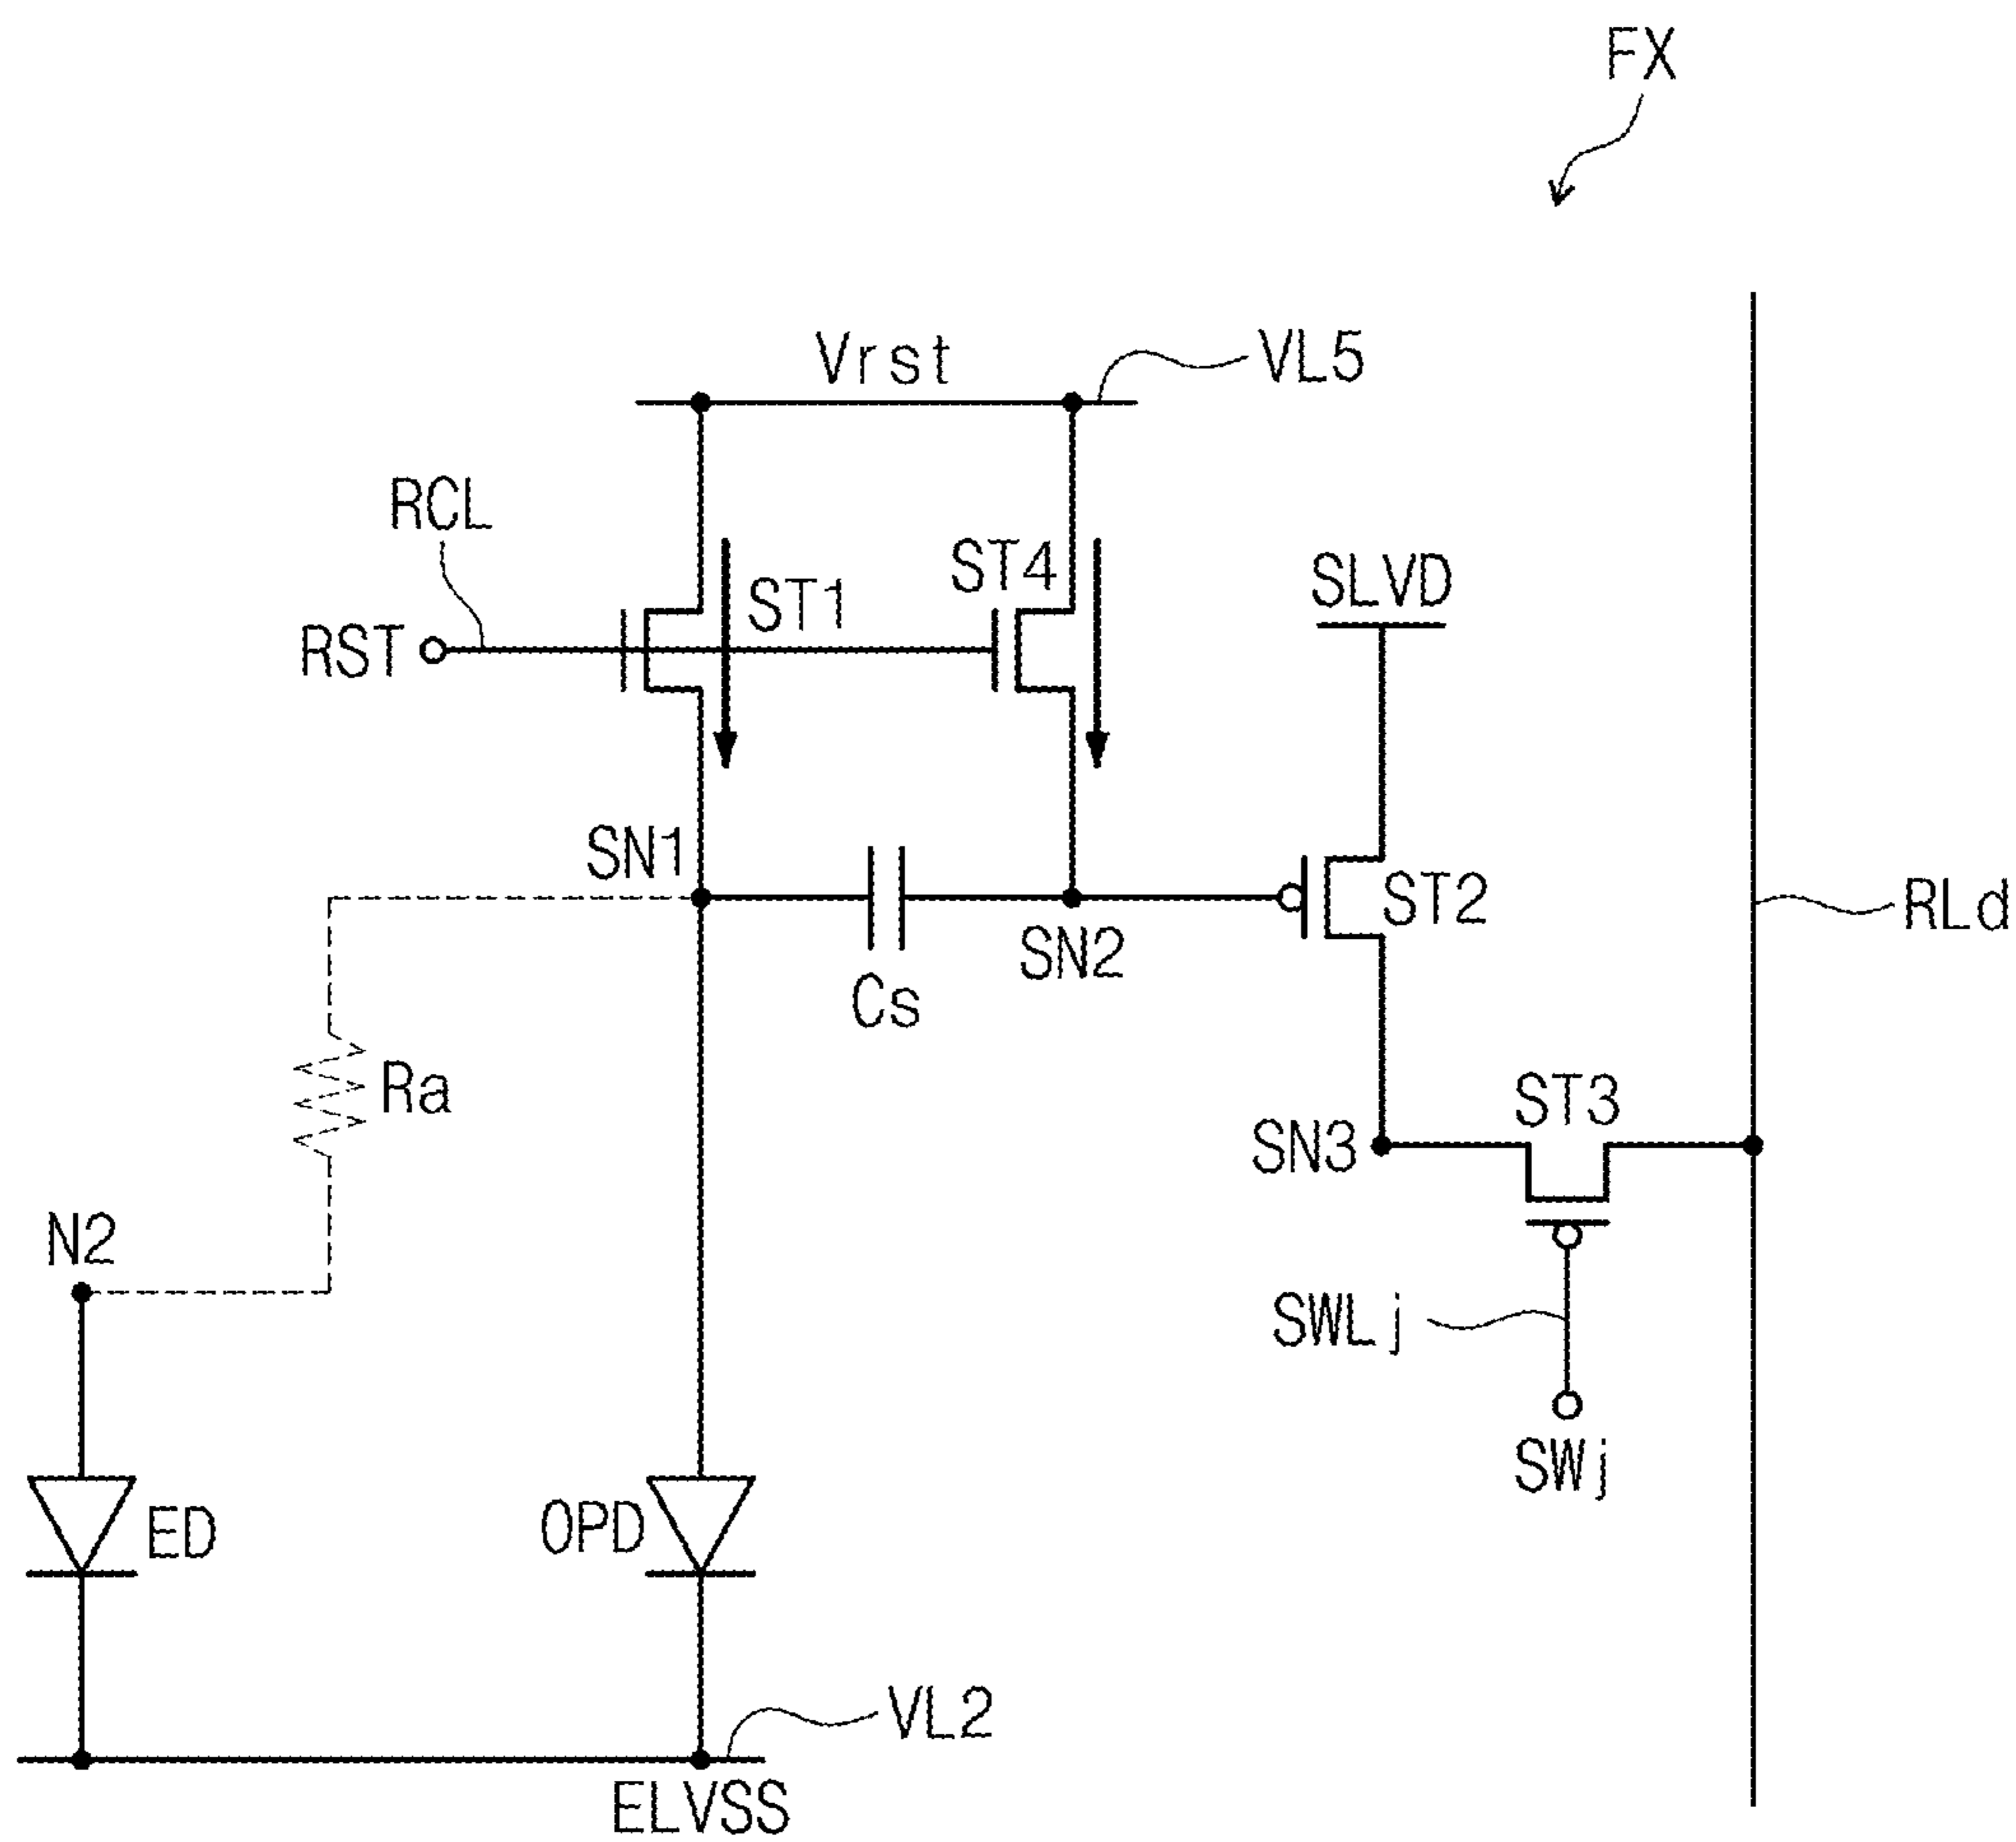 FX
Vrst
VL5
RCL
ST4
SLVD
ST1
RST
SN1
ST2
RLd
SN2
Cs
Ra
ST3
SN3
N2
SWLj
SWj
OPD
ED
VL2
ELVSS